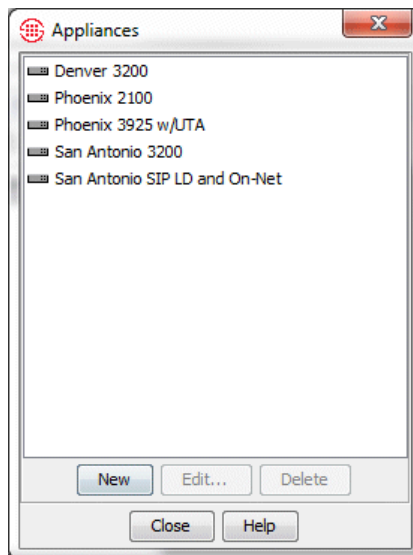 Appliances
Denver 3200
Phoenix 2100
Phoenix 3925 w/UTA
San Antonio 3200
San Antonio SIP LD and On-Net
New Edit... Delete
Close Help